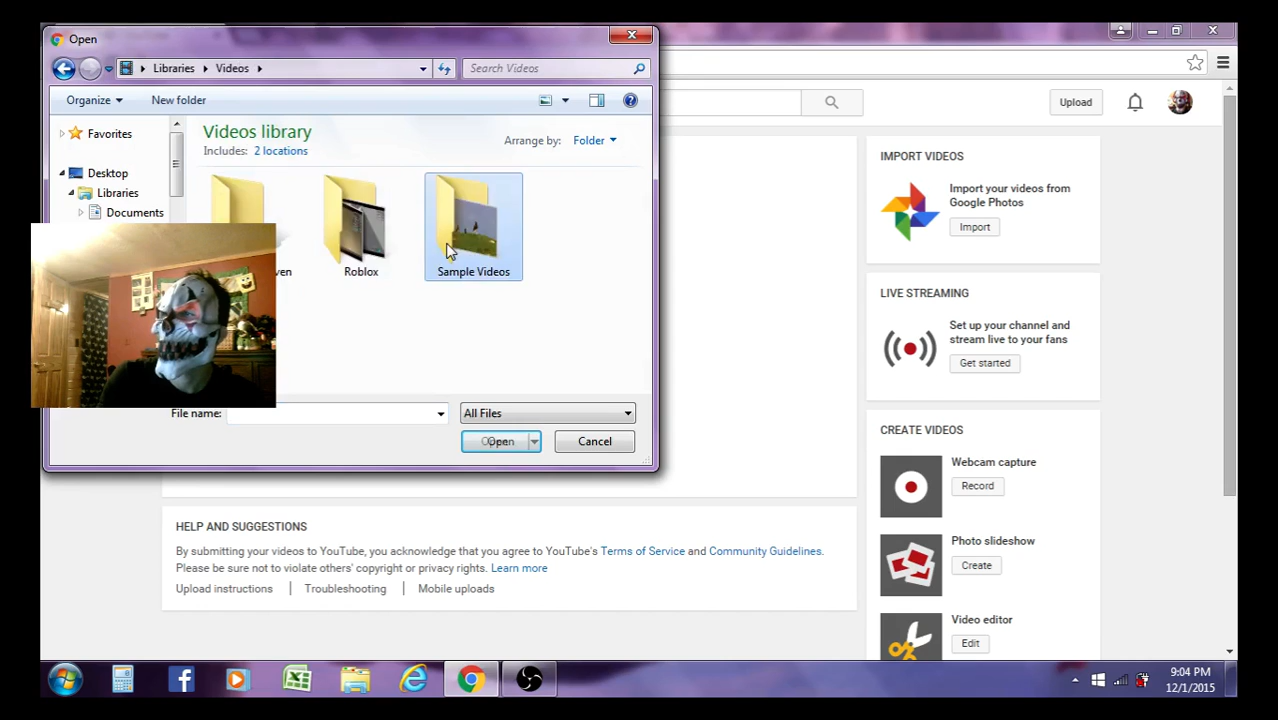 Open
Libraries Videos
Search Videos
Organize
New folder
Videos library
Includes: 2 locations
Arrange by: Folder
Favorites
Desktop
Libraries
Documents
Roblox
Sample Videos
File name:
All Files
Open
Cancel
Upload
IMPORT VIDEOS
Import your videos from
Google Photos
Import
LIVE STREAMING
Set up your channel and
stream live to your fans
Get started
CREATE VIDEOS
Webcam capture
Record
Photo slideshow
Create
Video editor
Edit
HELP AND SUGGESTIONS
By submitting your videos to YouTube, you acknowledge that you agree to YouTube's Terms of Service and Community Guidelines.
Please be sure not to violate others' copyright or privacy rights. Learn more
Upload instructions | Troubleshooting | Mobile uploads
9:04 PM
12/1/2015